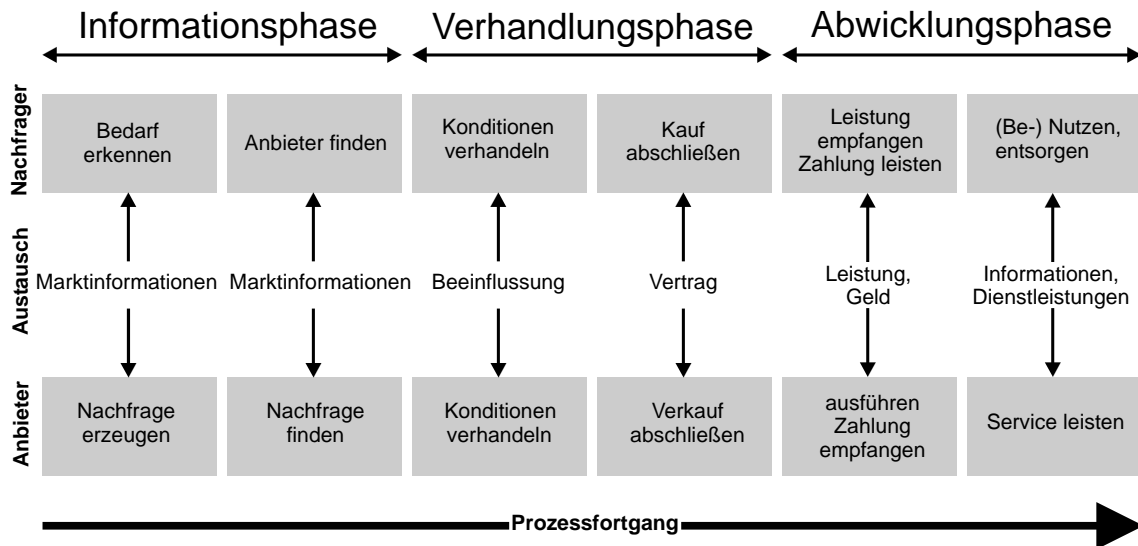 Informationsphase
Verhandlungsphase
Abwicklungsphase
Nachfrager
Bedarf
erkennen
Anbieter finden
Konditionen
verhandeln
Kauf
abschließen
Leistung
empfangen
Zahlung leisten
(Be-) Nutzen,
entsorgen
Austausch
Marktinformationen
Marktinformationen
Beeinflussung
Vertrag
Leistung,
Geld
Informationen,
Dienstleistungen
Anbieter
Nachfrage
erzeugen
Nachfrage
finden
Konditionen
verhandeln
Verkauf
abschließen
ausführen
Zahlung
empfangen
Service leisten
Prozessfortgang